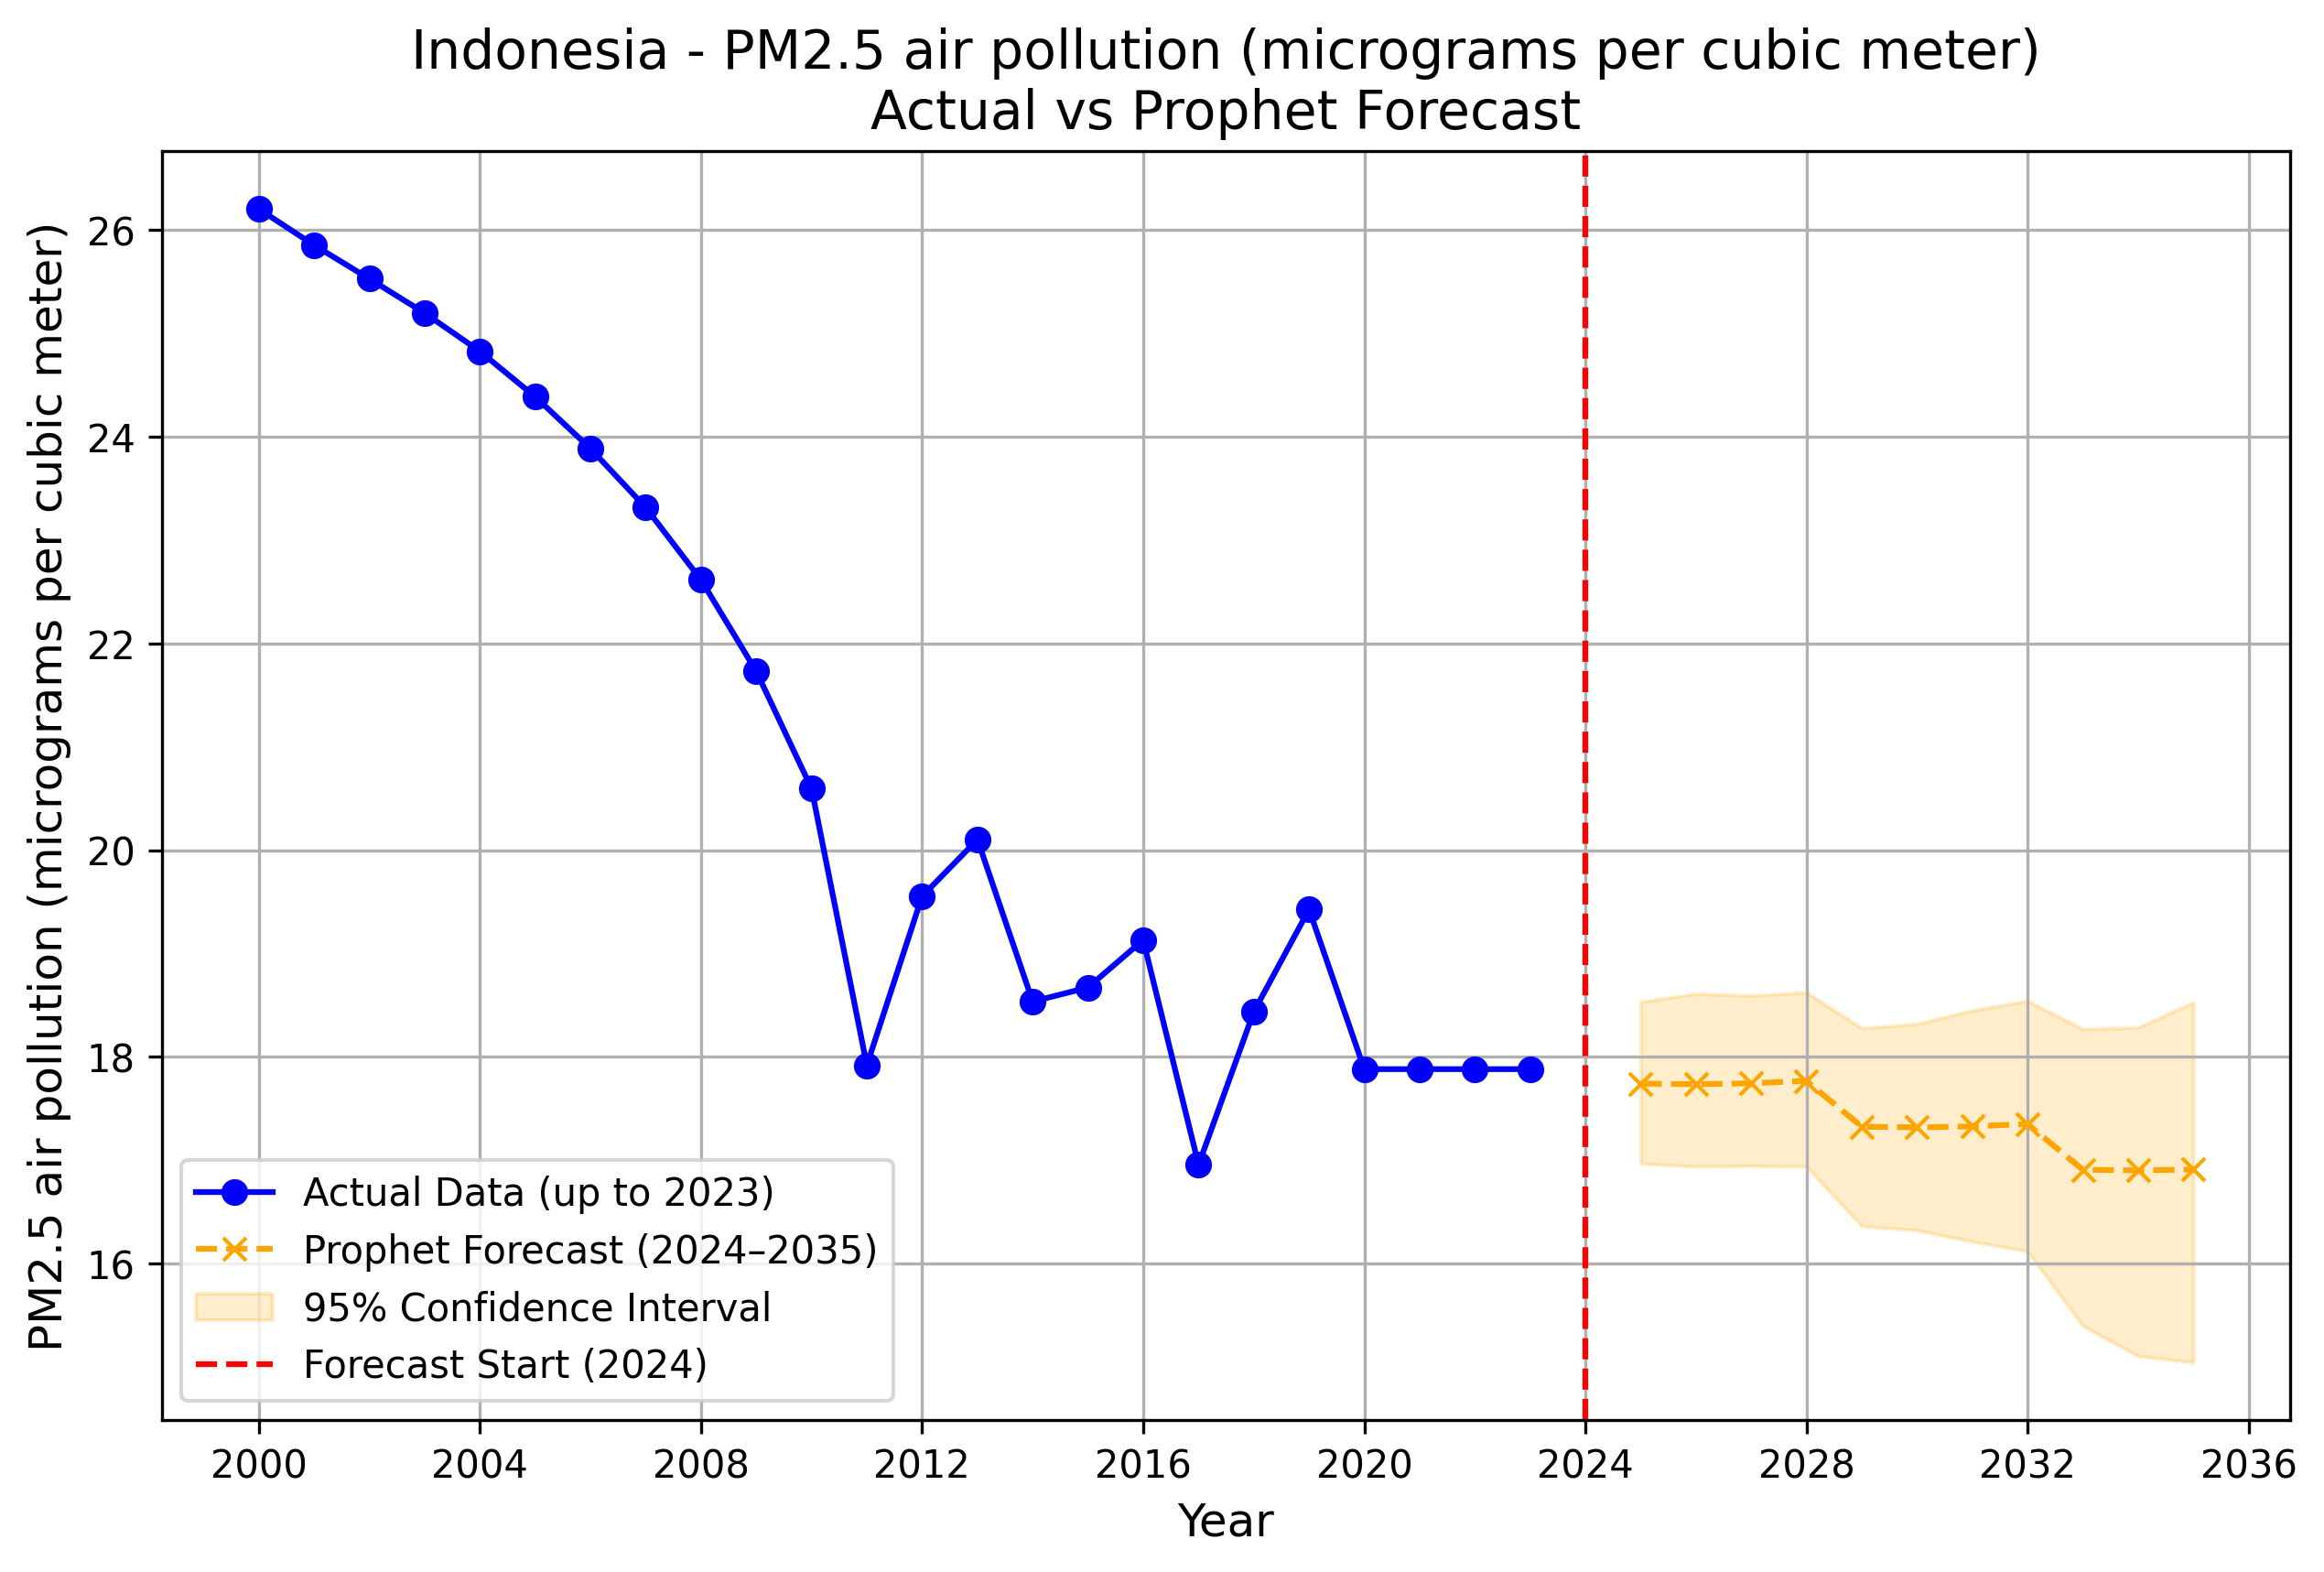 Indonesia - PM2.5 air pollution (micrograms per cubic meter)
Actual vs Prophet Forecast
PM2.5 air pollution (micrograms per cubic meter)
26
24
22
20
18
16
Actual Data (up to 2023)
Prophet Forecast (2024–2035)
95% Confidence Interval
Forecast Start (2024)
2000 2004 2008 2012 2016 2020 2024 2028 2032 2036
Year